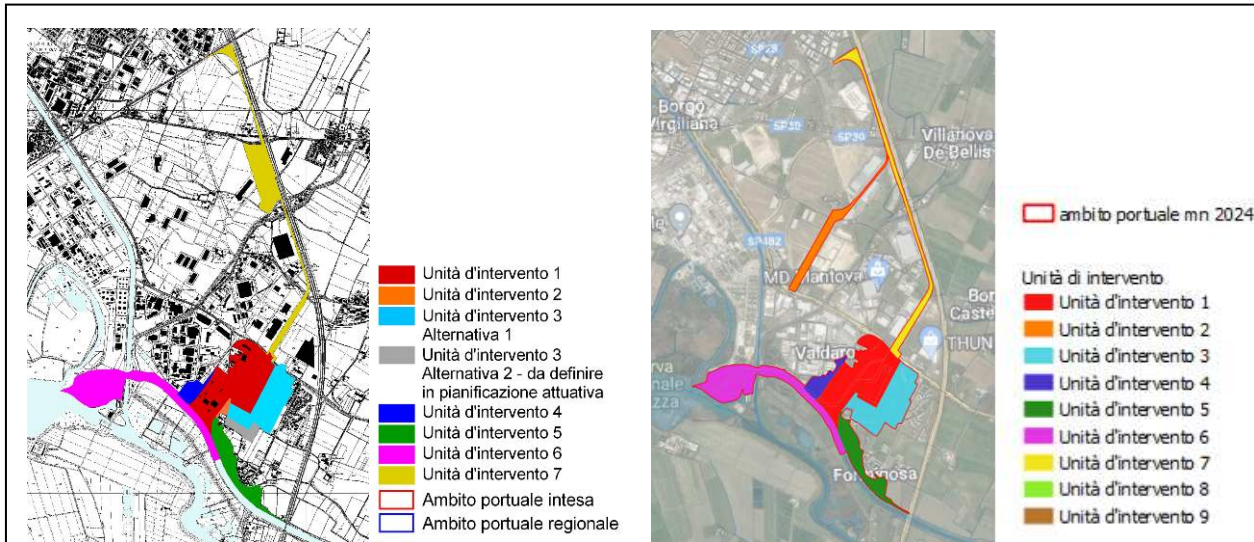 Unità d'intervento 1
Unità d'intervento 2
Unità d'intervento 3
Alternativa 1
Unità d'intervento 3
Alternativa 2 - da definire
in pianificazione attuativa
Unità d'intervento 4
Unità d'intervento 5
Unità d'intervento 6
Unità d'intervento 7
Ambito portuale intesa
Ambito portuale regionale
Borgo
Virgiliana
SP30
Villanova
De Bellis
SP482
MD Mantova
Bor
Caste
THUN
Valdaro
Formigosa
ambito portuale mn 2024
Unità di intervento
Unità d'intervento 1
Unità d'intervento 2
Unità d'intervento 3
Unità d'intervento 4
Unità d'intervento 5
Unità d'intervento 6
Unità d'intervento 7
Unità d'intervento 8
Unità d'intervento 9